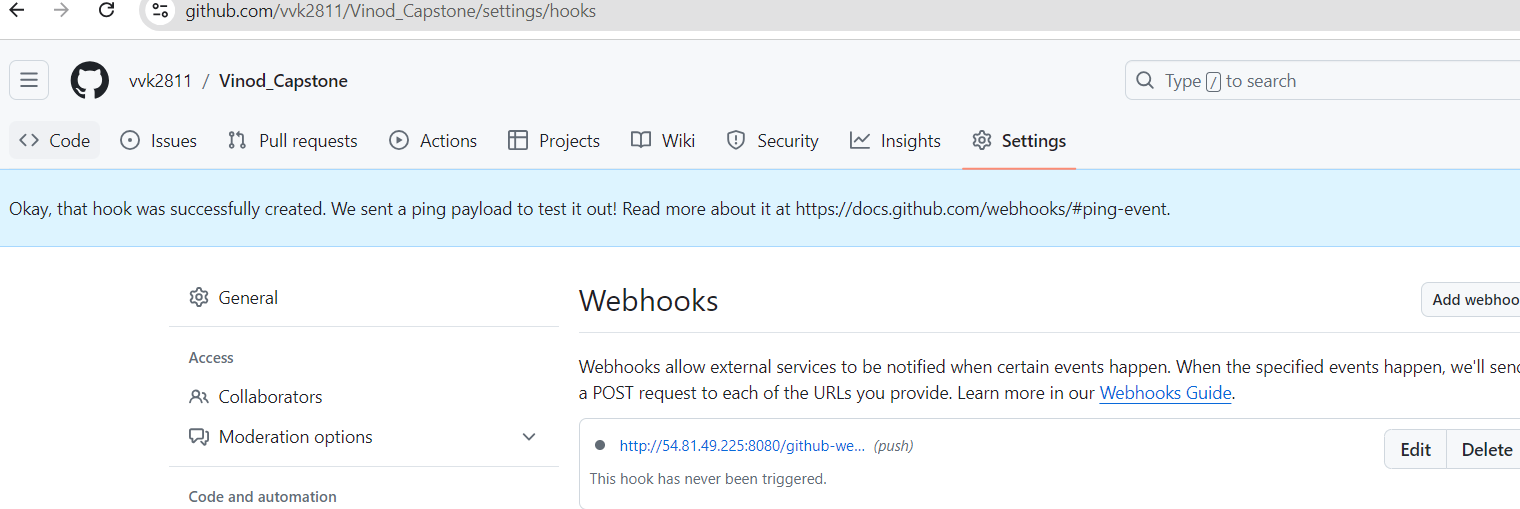 github.com/vvk2811/Vinod_Capstone/settings/hooks
vvk2811 / Vinod_Capstone
Type / to search
Code Issues Pull requests Actions Projects Wiki Security Insights Settings
Okay, that hook was successfully created. We sent a ping payload to test it out! Read more about it at https://docs.github.com/webhooks/#ping-event.
General
Access
Collaborators
Moderation options
Code and automation
Webhooks
Add webhoo
Webhooks allow external services to be notified when certain events happen. When the specified events happen, we'll send
a POST request to each of the URLs you provide. Learn more in our Webhooks Guide.
http://54.81.49.225:8080/github-we... (push)
Edit Delete
This hook has never been triggered.